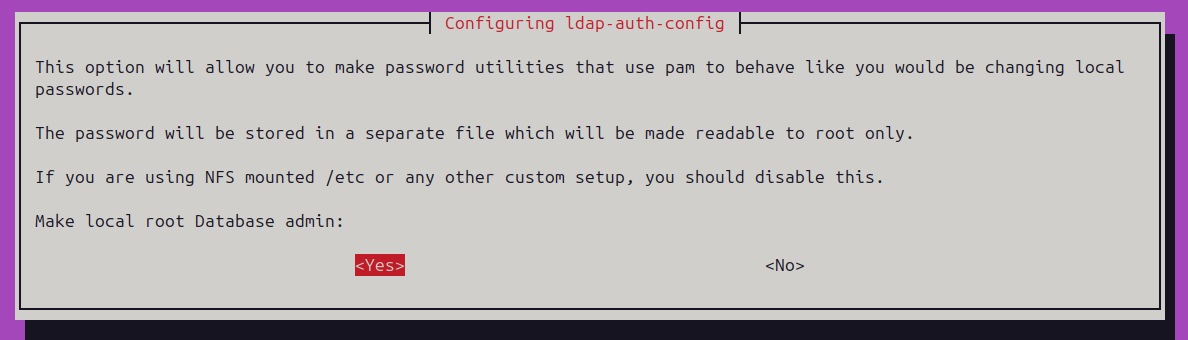 Configuring ldap-auth-config
This option will allow you to make password utilities that use pam to behave like you would be changing local
passwords.
The password will be stored in a separate file which will be made readable to root only.
If you are using NFS mounted /etc or any other custom setup, you should disable this.
Make local root Database admin:
<Yes> <No>